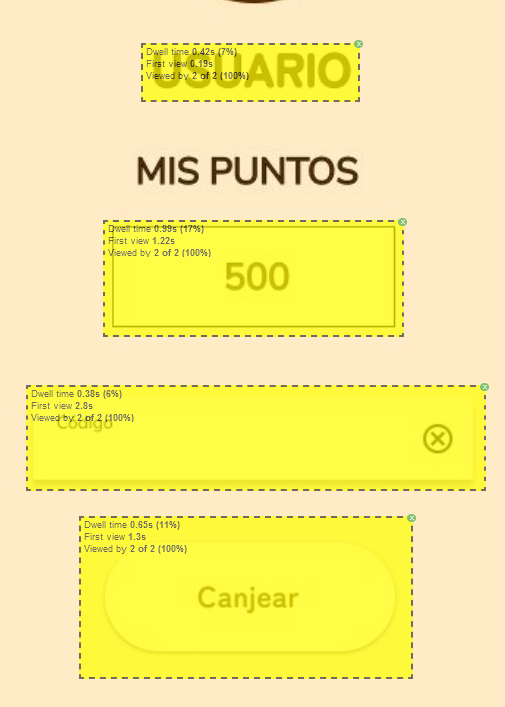 Dwell time 0.42s (7%)
First view 0.19s
Viewed by 2 of 2 (100%)
USUARIO
MIS PUNTOS
Dwell time 0.99s (17%)
First view 1.22s
Viewed by 2 of 2 (100%)
500
Dwell time 0.38s (6%)
First view 2.8s
Viewed by 2 of 2 (100%)
Código
Dwell time 0.65s (11%)
First view 1.3s
Viewed by 2 of 2 (100%)
Canjear